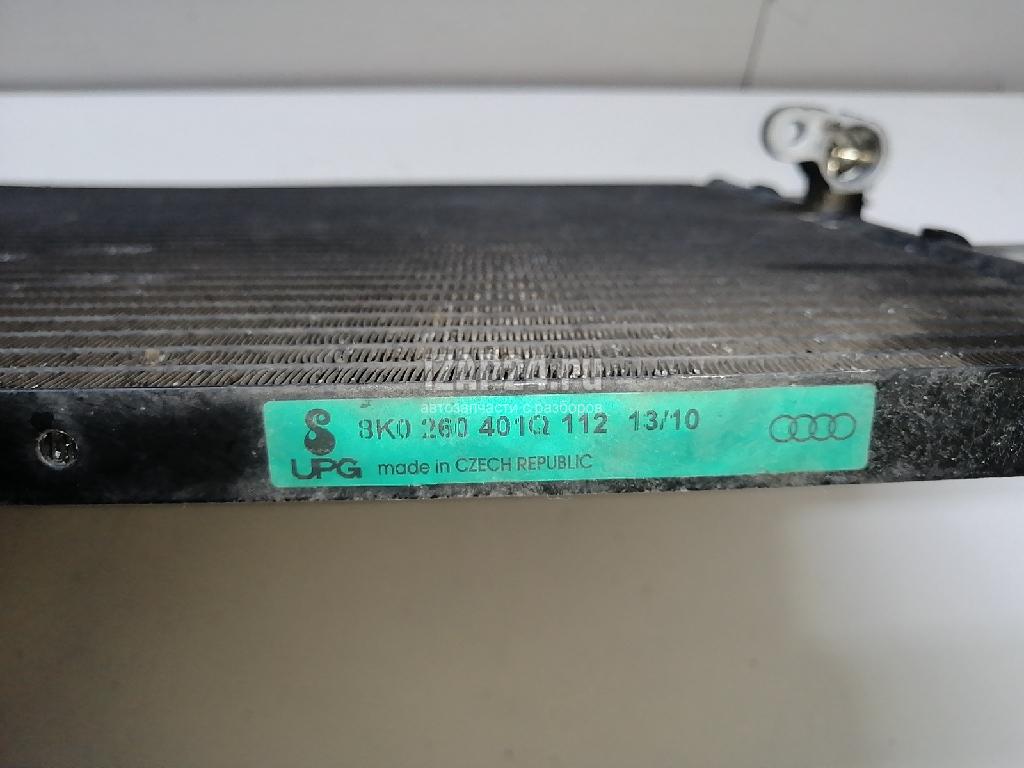 8K0 260 401Q 112 13/10
UPG made in CZECH REPUBLIC
автозапчасти с разборов